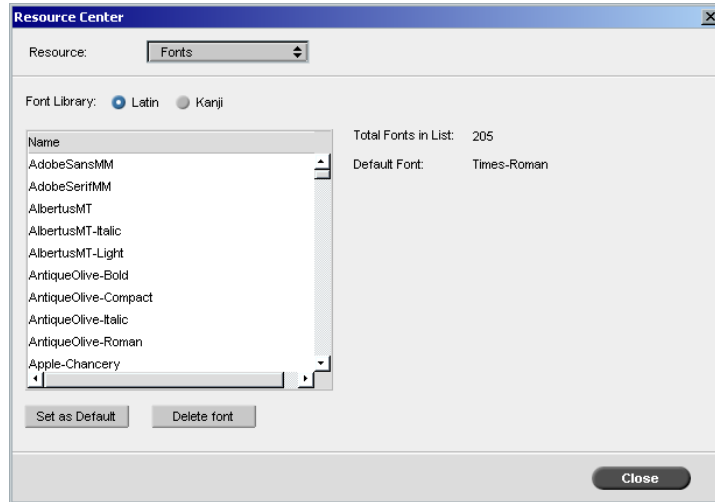 Resource Center
Resource: Fonts
Font Library: Latin Kanji
Name
AdobeSansMM
AdobeSerifMM
AlbertusMT
AlbertusMT-Italic
AlbertusMT-Light
AntiqueOlive-Bold
AntiqueOlive-Compact
AntiqueOlive-Italic
AntiqueOlive-Roman
Apple-Chancery
Total Fonts in List: 205
Default Font: Times-Roman
Set as Default Delete font
Close